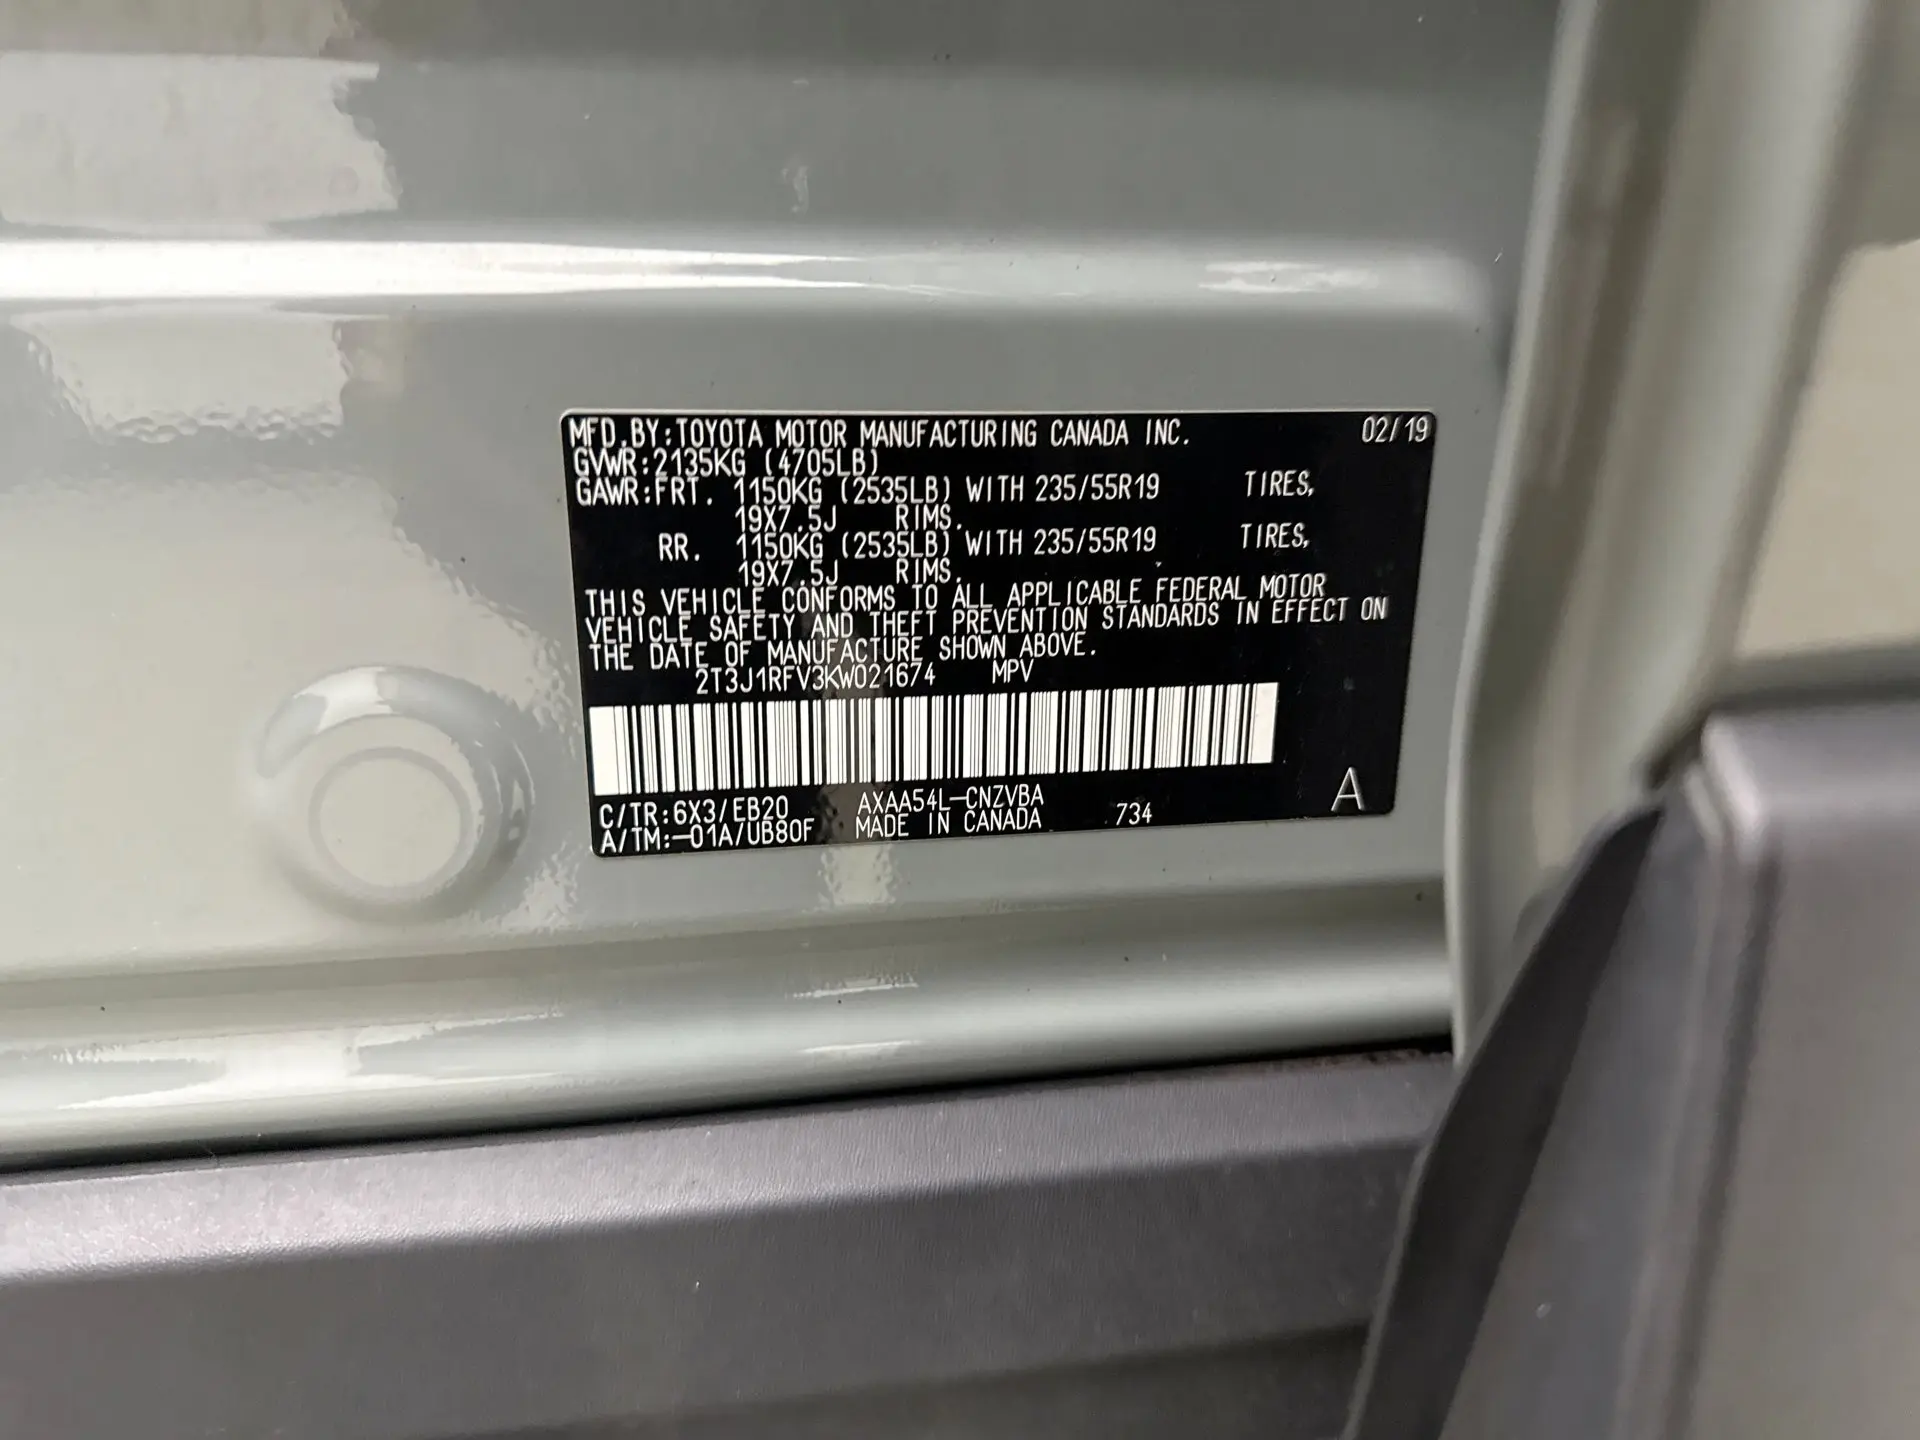 MFD.BY:TOYOTA MOTOR MANUFACTURING CANADA INC. 02/19
GVWR:2135KG (4705LB)
GAWR:FRT. 1150KG (2535LB) WITH 235/55R19 TIRES,
19X7.5J RIMS.
RR. 1150KG (2535LB) WITH 235/55R19 TIRES,
19X7.5J RIMS.
THIS VEHICLE CONFORMS TO ALL APPLICABLE FEDERAL MOTOR
VEHICLE SAFETY AND THEFT PREVENTION STANDARDS IN EFFECT ON
THE DATE OF MANUFACTURE SHOWN ABOVE.
2T3J1RFV3KW021674 MPV
C/TR:6X3/EB20 AXAA54L-CNZVBA
A/TM:-01A/UB80F MADE IN CANADA 734 A